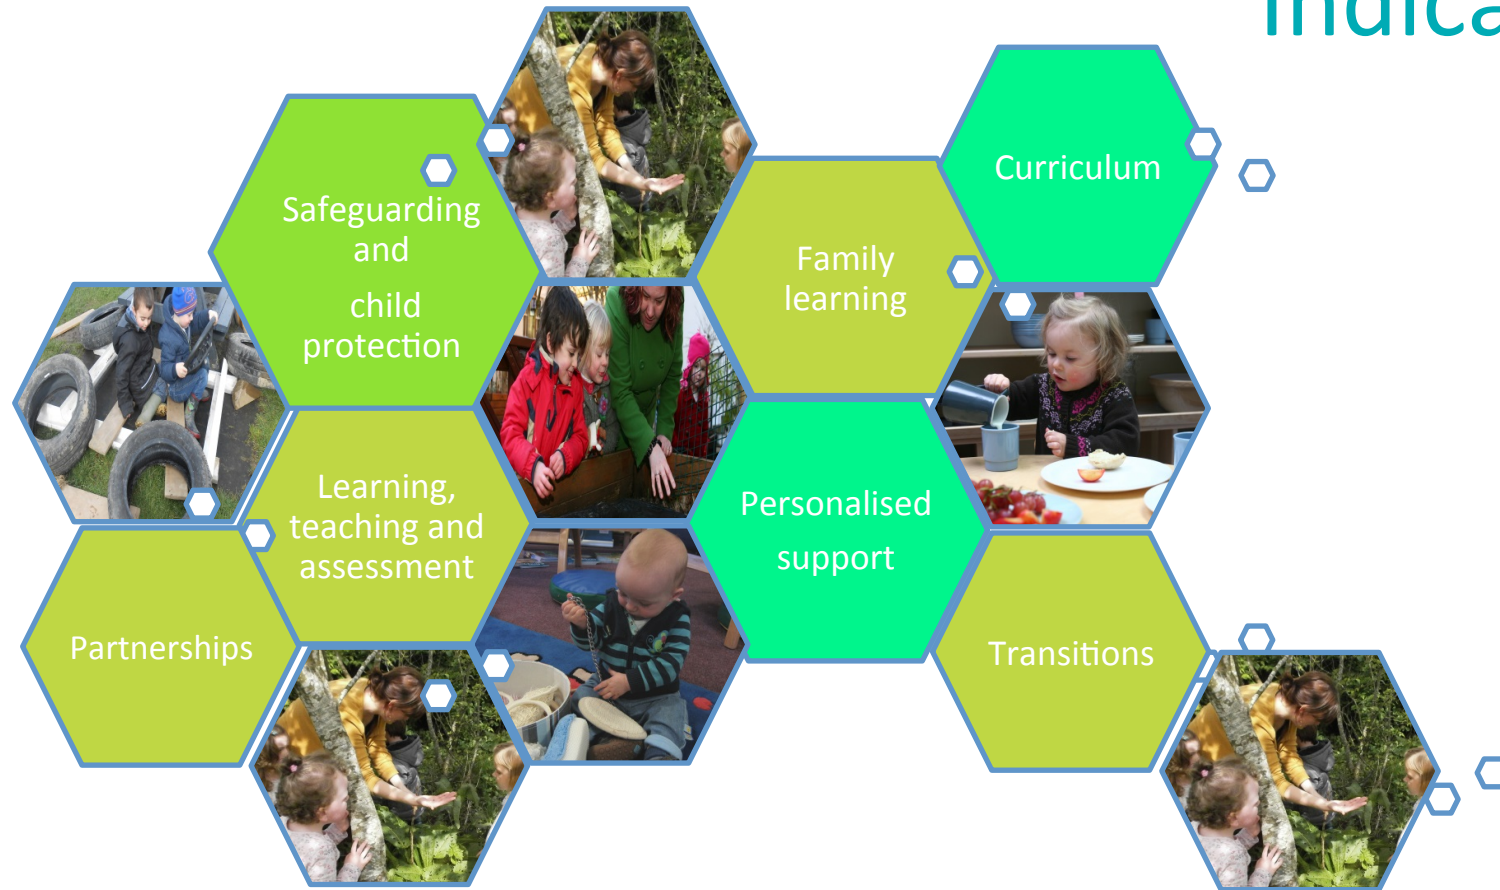 Safeguarding
and
child
protection
Family
learning
Curriculum
Learning,
teaching and
assessment
Personalised
support
Partnerships
Transitions